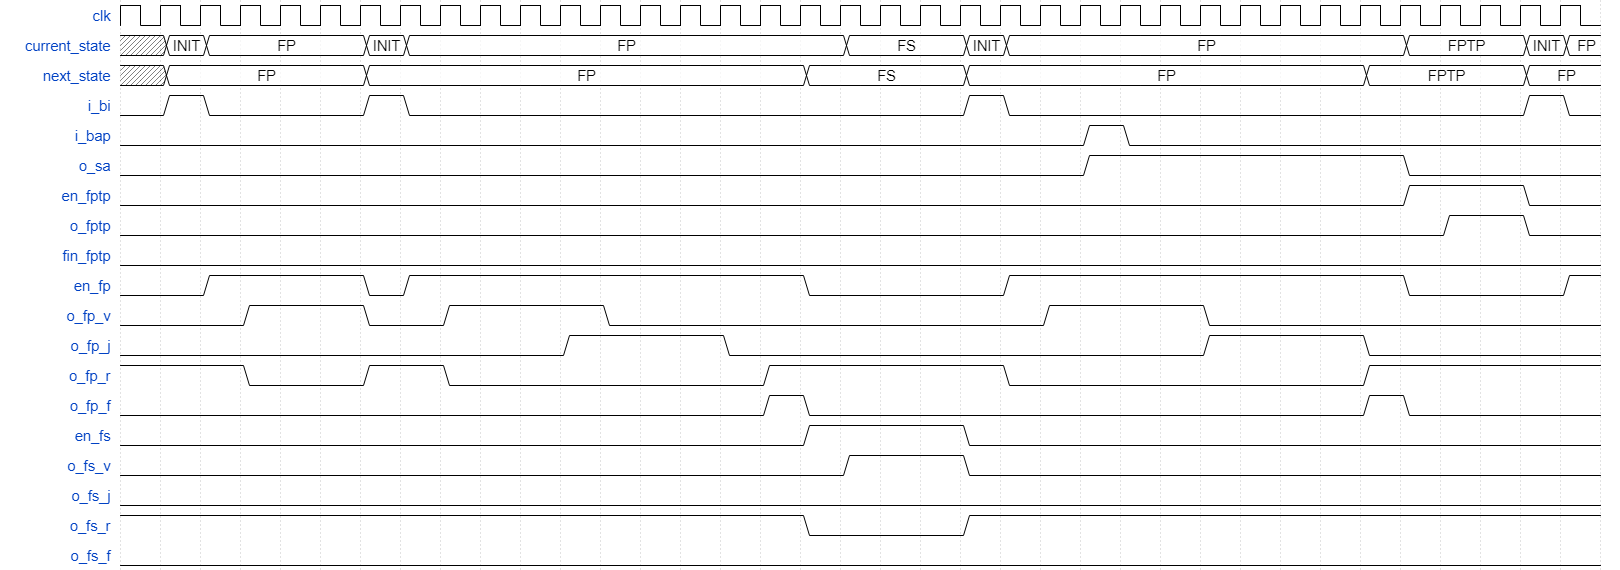 clk
current_state INIT FP INIT FP FS INIT FP FPTP INIT FP
next_state FP FP FS FP FPTP FP
i_bi
i_bap
o_sa
en_fptp
o_fptp
fin_fptp
en_fp
o_fp_v
o_fp_j
o_fp_r
o_fp_f
en_fs
o_fs_v
o_fs_j
o_fs_r
o_fs_f